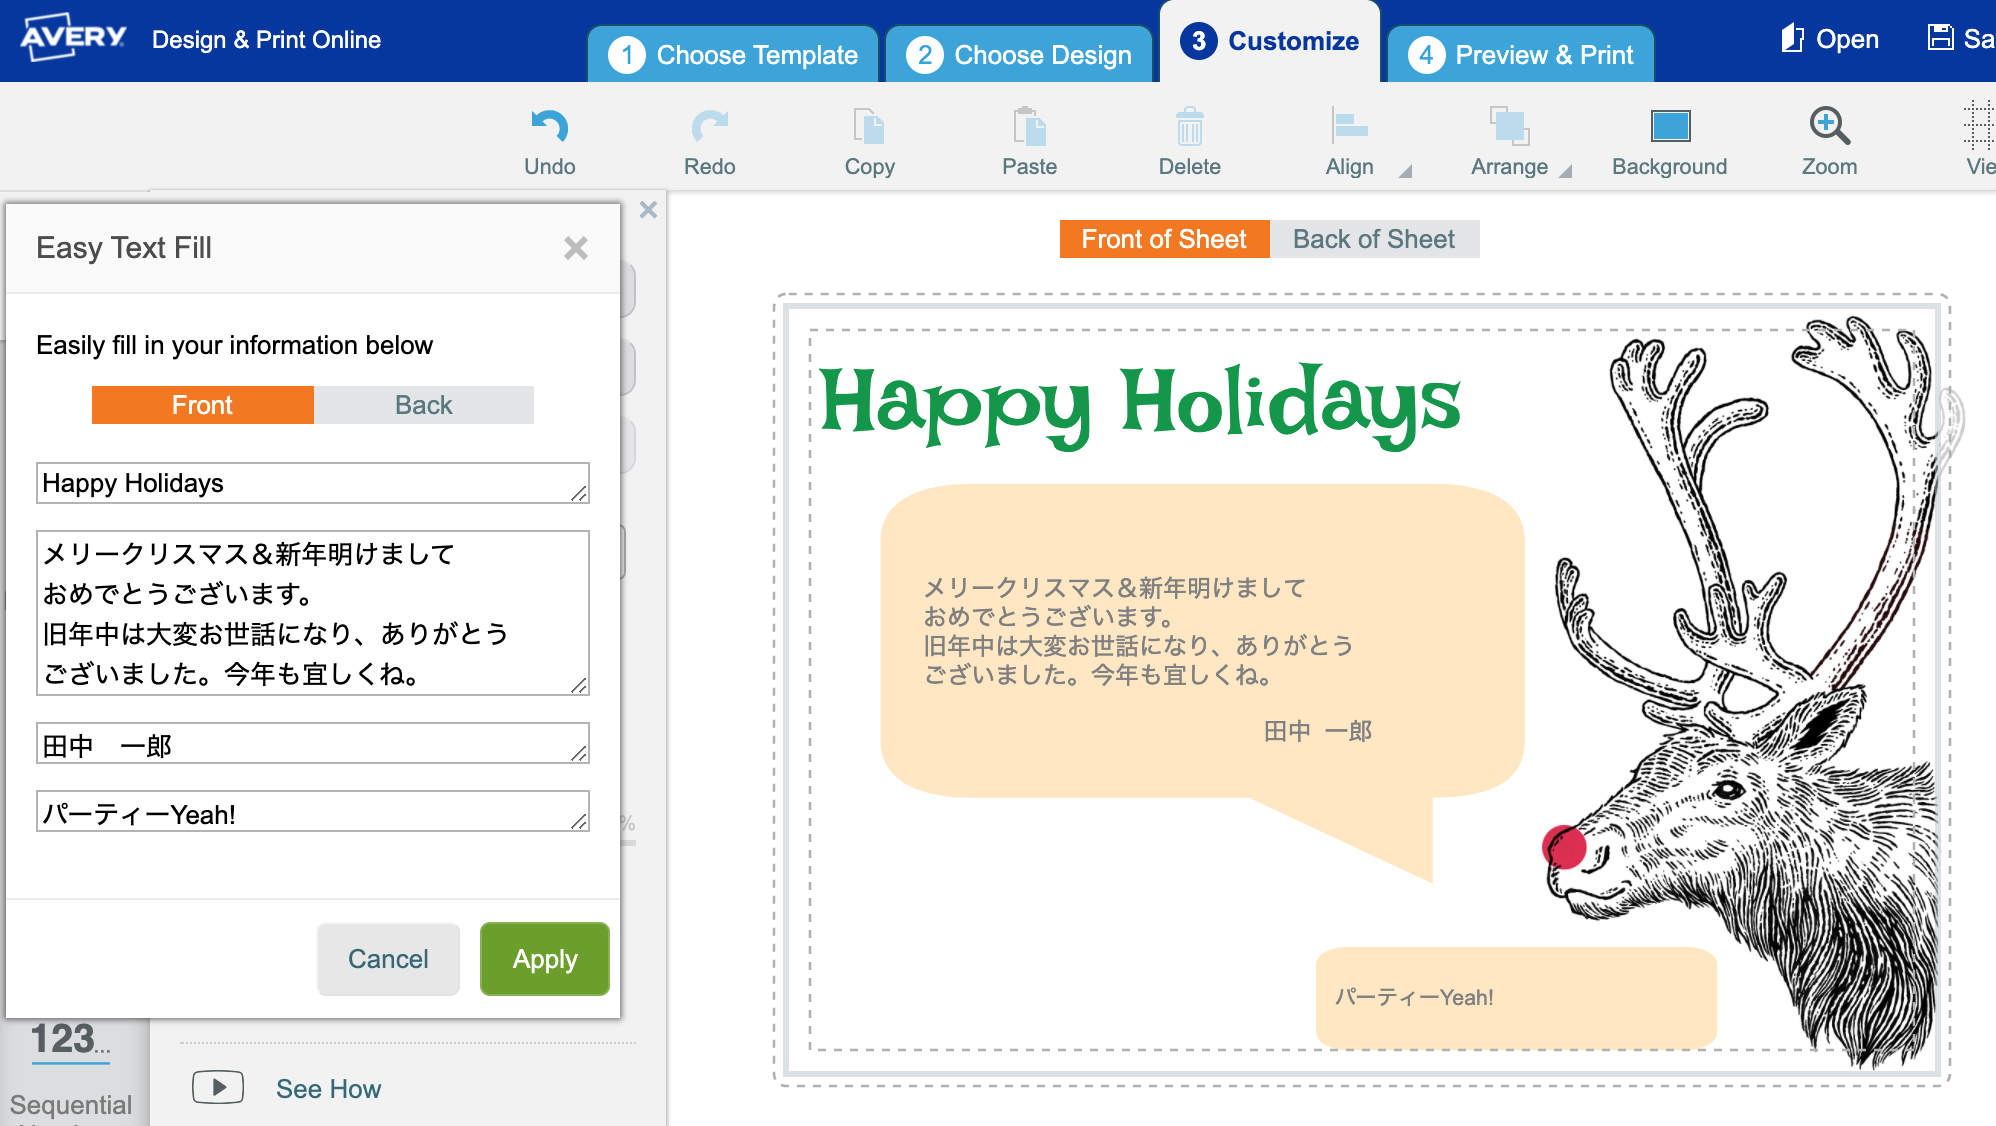 AVERY Design & Print Online
1 Choose Template
2 Choose Design
3 Customize
4 Preview & Print
Open
Sa
Undo
Redo
Copy
Paste
Delete
Align
Arrange
Background
Zoom
Vie
Easy Text Fill
Easily fill in your information below
Front
Back
Happy Holidays
メリークリスマス＆新年明けまして
おめでとうございます。
旧年中は大変お世話になり、ありがとう
ございました。今年も宜しくね。
田中　一郎
パーティーYeah!
%
Cancel
Apply
123...
Sequential
See How
Front of Sheet
Back of Sheet
Happy Holidays
メリークリスマス＆新年明けまして
おめでとうございます。
旧年中は大変お世話になり、ありがとう
ございました。今年も宜しくね。
田中　一郎
パーティーYeah!